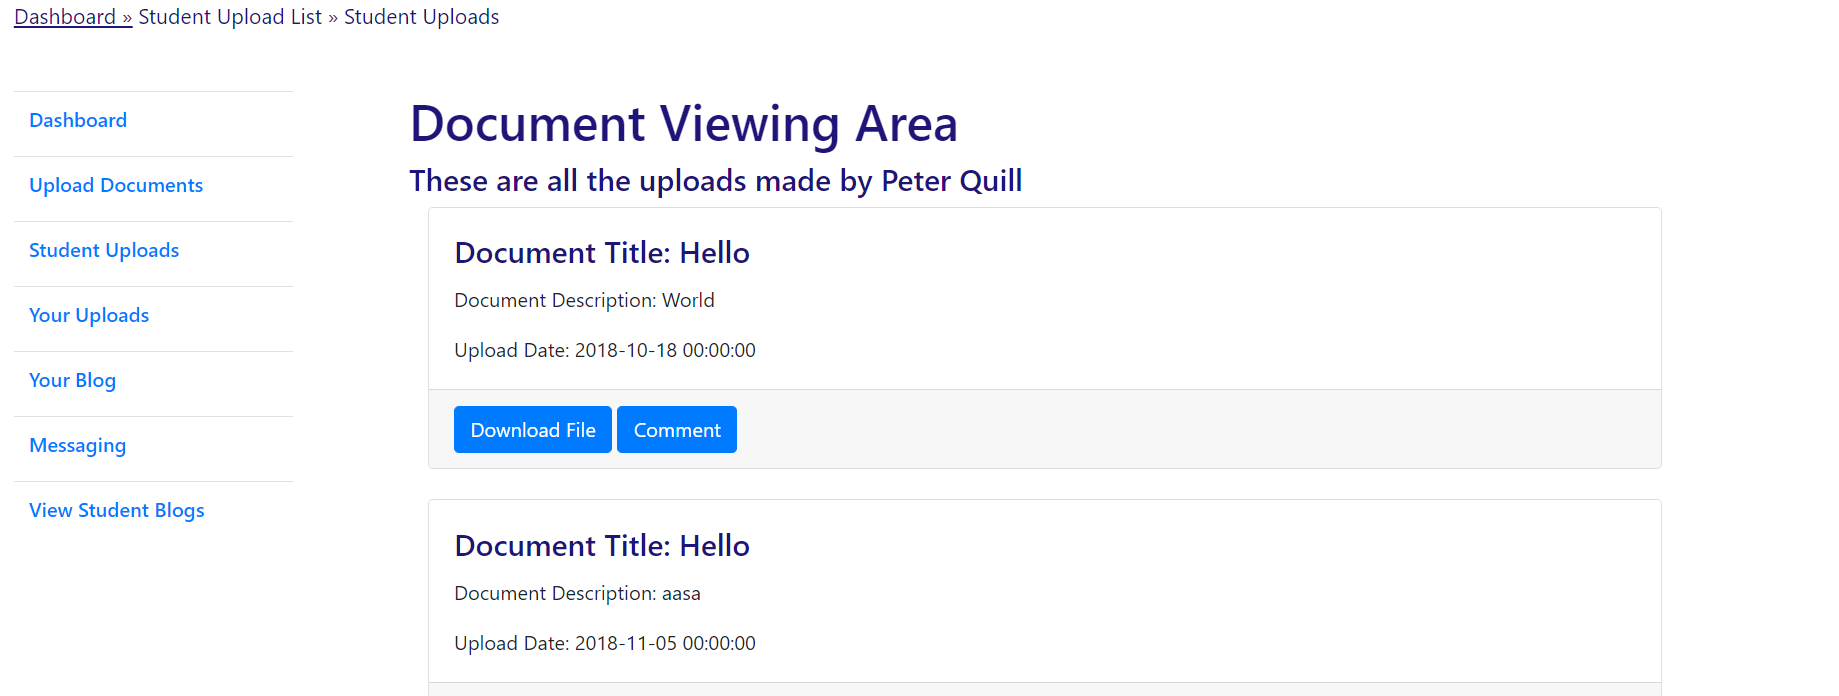 Dashboard » Student Upload List » Student Uploads
Dashboard
Upload Documents
Student Uploads
Your Uploads
Your Blog
Messaging
View Student Blogs
Document Viewing Area
These are all the uploads made by Peter Quill
Document Title: Hello
Document Description: World
Upload Date: 2018-10-18 00:00:00
Download File Comment
Document Title: Hello
Document Description: aasa
Upload Date: 2018-11-05 00:00:00